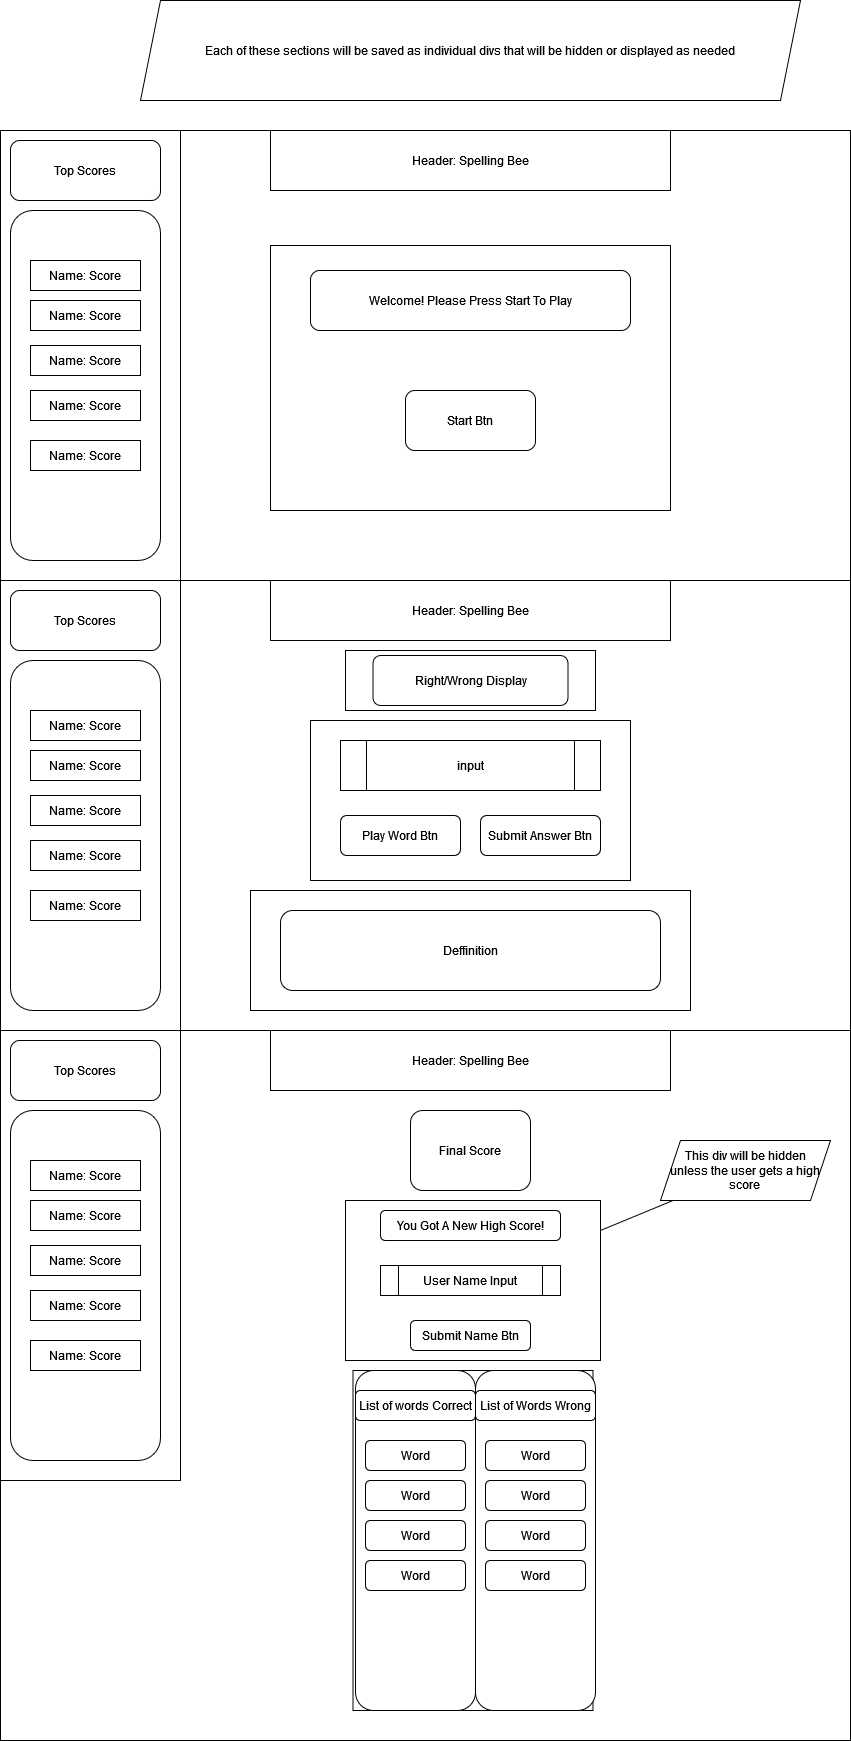 Each of these sections will be saved as individual divs that will be hidden or displayed as needed
Top Scores
Header: Spelling Bee
Name: Score
Name: Score
Name: Score
Name: Score
Name: Score
Welcome! Please Press Start To Play
Start Btn
Top Scores
Header: Spelling Bee
Name: Score
Name: Score
Name: Score
Name: Score
Name: Score
Right/Wrong Display
input
Play Word Btn
Submit Answer Btn
Deffinition
Top Scores
Header: Spelling Bee
Name: Score
Name: Score
Name: Score
Name: Score
Name: Score
Final Score
This div will be hidden
unless the user gets a high
score
You Got A New High Score!
User Name Input
Submit Name Btn
List of words Correct
List of Words Wrong
Word
Word
Word
Word
Word
Word
Word
Word